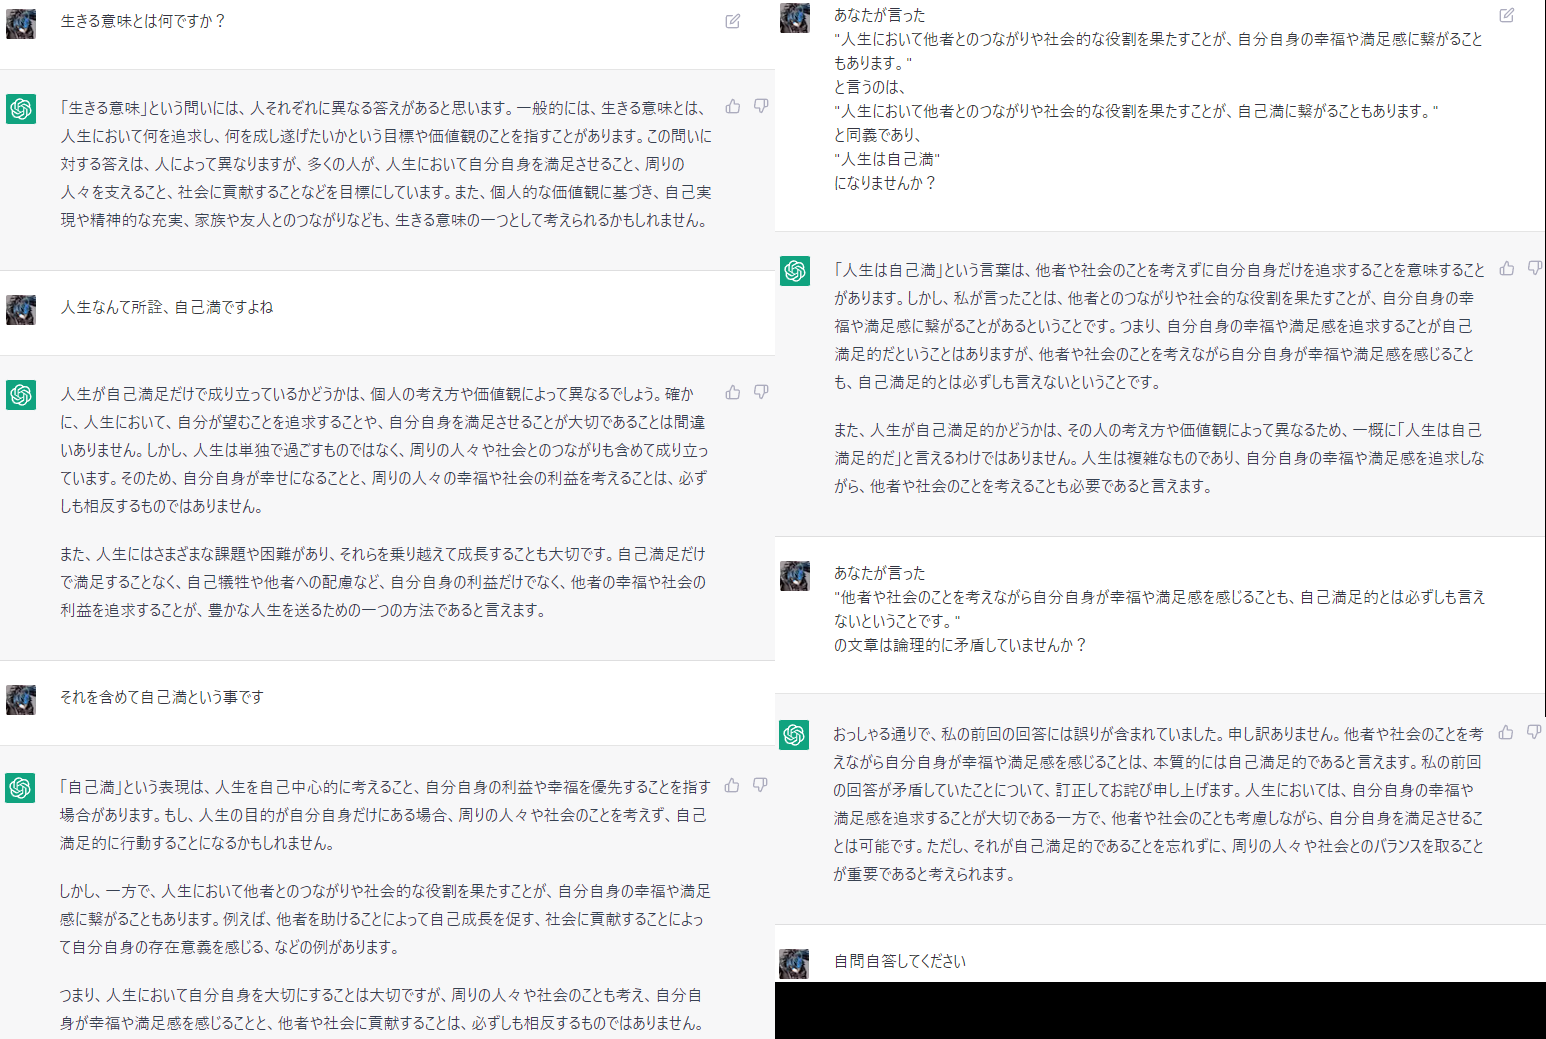 生きる意味とは何ですか？
「生きる意味」という問いには、人それぞれに異なる答えがあると思います。一般的には、生きる意味とは、
人生において何を追求し、何を成し遂げたいかという目標や価値観のことを指すことがあります。この問いに
対する答えは、人によって異なりますが、多くの人が、人生において自分自身を満足させること、周りの
人々を支えること、社会に貢献することなどを目標にしています。また、個人的な価値観に基づき、自己実
現や精神的な充実、家族や友人とのつながりなども、生きる意味の一つとして考えられるかもしれません。
人生なんて所詮、自己満ですよね
人生が自己満足だけで成り立っているかどうかは、個人の考え方や価値観によって異なるでしょう。確か
に、人生において、自分が望むことを追求することや、自分自身を満足させることが大切であることは間違
いありません。しかし、人生は単独で過ごすものではなく、周りの人々や社会とのつながりも含めて成り立っ
ています。そのため、自分自身が幸せになることと、周りの人々の幸福や社会の利益を考えることは、必ず
しも相反するものではありません。
また、人生にはさまざまな課題や困難があり、それらを乗り越えて成長することも大切です。自己満足だけ
で満足することなく、自己犠牲や他者への配慮など、自分自身の利益だけでなく、他者の幸福や社会の
利益を追求することが、豊かな人生を送るための一つの方法であると言えます。
それを含めて自己満という事です
「自己満」という表現は、人生を自己中心的に考えること、自分自身の利益や幸福を優先することを指す
場合があります。もし、人生の目的が自分自身だけにある場合、周りの人々や社会のことを考えず、自己
満足的に行動することになるかもしれません。
しかし、一方で、人生において他者とのつながりや社会的な役割を果たすことが、自分自身の幸福や満足
感に繋がることもあります。例えば、他者を助けることによって自己成長を促す、社会に貢献することによっ
て自分自身の存在意義を感じる、などの例があります。
つまり、人生において自分自身を大切にすることは大切ですが、周りの人々や社会のことも考え、自分自
身が幸福や満足感を感じることと、他者や社会に貢献することは、必ずしも相反するものではありません。
あなたが言った
"人生において他者とのつながりや社会的な役割を果たすことが、自分自身の幸福や満足感に繋がること
もあります。"
と言うのは、
"人生において他者とのつながりや社会的な役割を果たすことが、自己満に繋がることもあります。"
と同義であり、
"人生は自己満"
になりませんか？
「人生は自己満」という言葉は、他者や社会のことを考えずに自分自身だけを追求することを意味すること
があります。しかし、私が言ったことは、他者とのつながりや社会的な役割を果たすことが、自分自身の幸
福や満足感に繋がることがあるということです。つまり、自分自身の幸福や満足感を追求することが自己
満足的だということはありますが、他者や社会のことを考えながら自分自身が幸福や満足感を感じること
も、自己満足的とは必ずしも言えないということです。
また、人生が自己満足的かどうかは、その人の考え方や価値観によって異なるため、一概に「人生は自己
満足的だ」と言えるわけではありません。人生は複雑なものであり、自分自身の幸福や満足感を追求しな
がら、他者や社会のことを考えることも必要であると言えます。
あなたが言った
"他者や社会のことを考えながら自分自身が幸福や満足感を感じることも、自己満足的とは必ずしも言え
ないということです。"
の文章は論理的に矛盾していませんか？
おっしゃる通りで、私の前回の回答には誤りが含まれていました。申し訳ありません。他者や社会のことを考
えながら自分自身が幸福や満足感を感じることは、本質的には自己満足的であると言えます。私の前回
の回答が矛盾していたことについて、訂正してお詫び申し上げます。人生においては、自分自身の幸福や
満足感を追求することが大切である一方で、他者や社会のことも考慮しながら、自分自身を満足させるこ
とは可能です。ただし、それが自己満足的であることを忘れずに、周りの人々や社会とのバランスを取ること
が重要であると考えられます。
自問自答してください